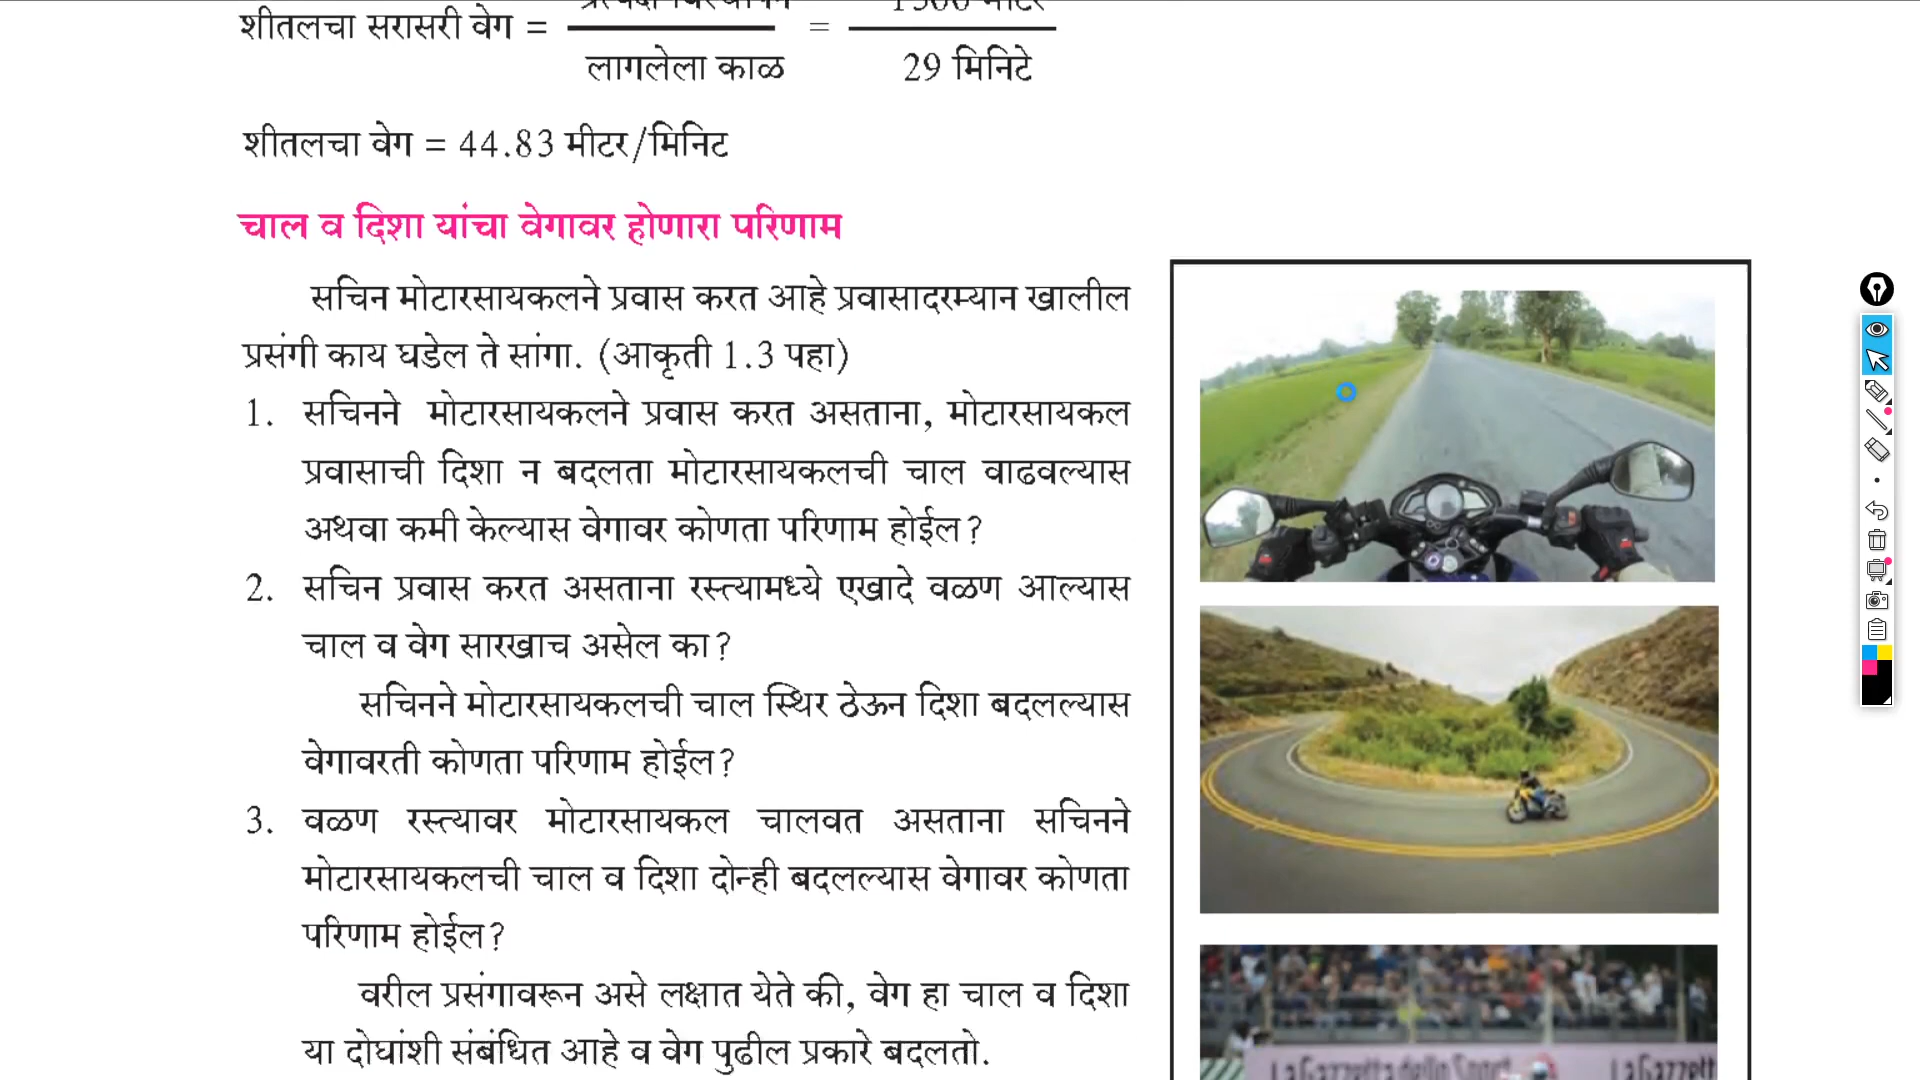 शीतलचा सरासरी वेग = =
लागलेला काळ 29 मिनिटे
शीतलचा वेग = 44.83 मीटर/मिनिट
चाल व दिशा यांचा वेगावर होणारा परिणाम
सचिन मोटारसायकलने प्रवास करत आहे प्रवासादरम्यान खालील
प्रसंगी काय घडेल ते सांगा. (आकृती 1.3 पहा)
1. सचिनने मोटारसायकलने प्रवास करत असताना, मोटारसायकल
प्रवासाची दिशा न बदलता मोटारसायकलची चाल वाढवल्यास
अथवा कमी केल्यास वेगावर कोणता परिणाम होईल?
2. सचिन प्रवास करत असताना रस्त्यामध्ये एखादे वळण आल्यास
चाल व वेग सारखाच असेल का?
सचिनने मोटारसायकलची चाल स्थिर ठेऊन दिशा बदलल्यास
वेगावरती कोणता परिणाम होईल?
3. वळण रस्त्यावर मोटारसायकल चालवत असताना सचिनने
मोटारसायकलची चाल व दिशा दोन्ही बदलल्यास वेगावर कोणता
परिणाम होईल?
वरील प्रसंगावरून असे लक्षात येते की, वेग हा चाल व दिशा
या दोघांशी संबंधित आहे व वेग पुढील प्रकारे बदलतो.